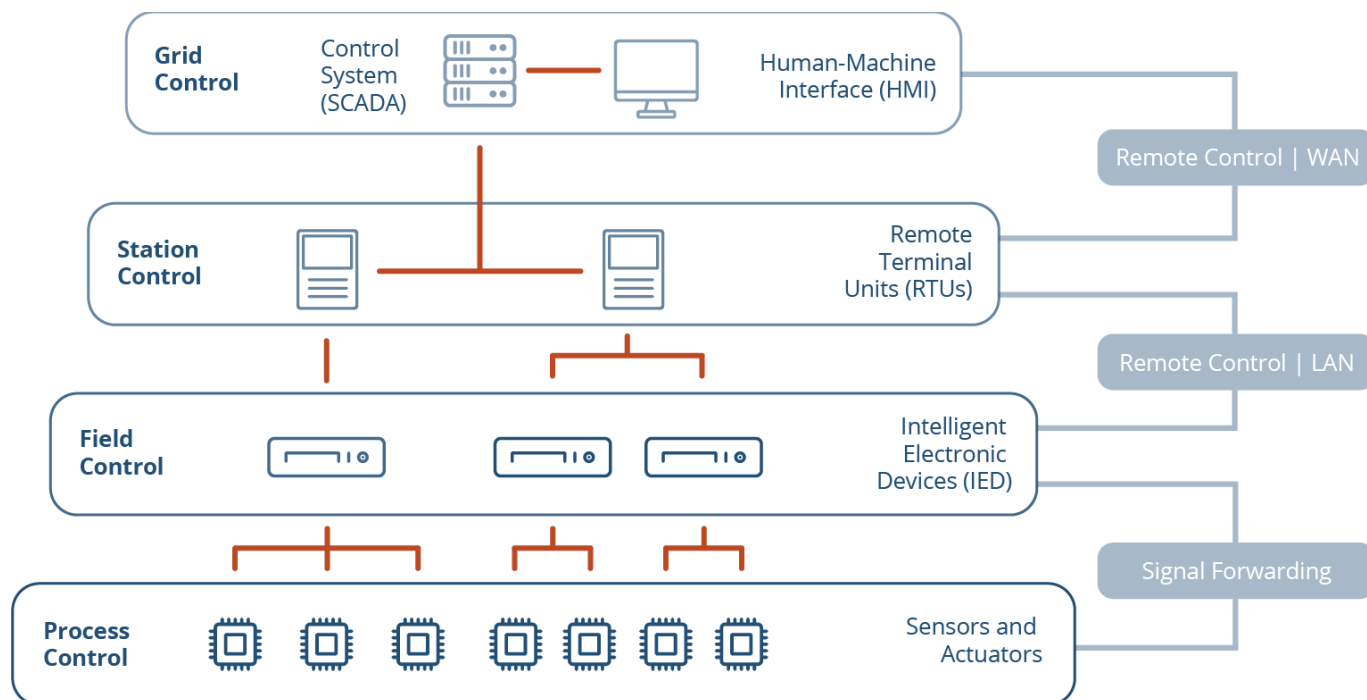 Grid
Control
Control
System
(SCADA)
Human-Machine
Interface (HMI)
Remote Control | WAN
Station
Control
Remote
Terminal
Units (RTUs)
Remote Control | LAN
Field
Control
Intelligent
Electronic
Devices (IED)
Signal Forwarding
Process
Control
Sensors and
Actuators